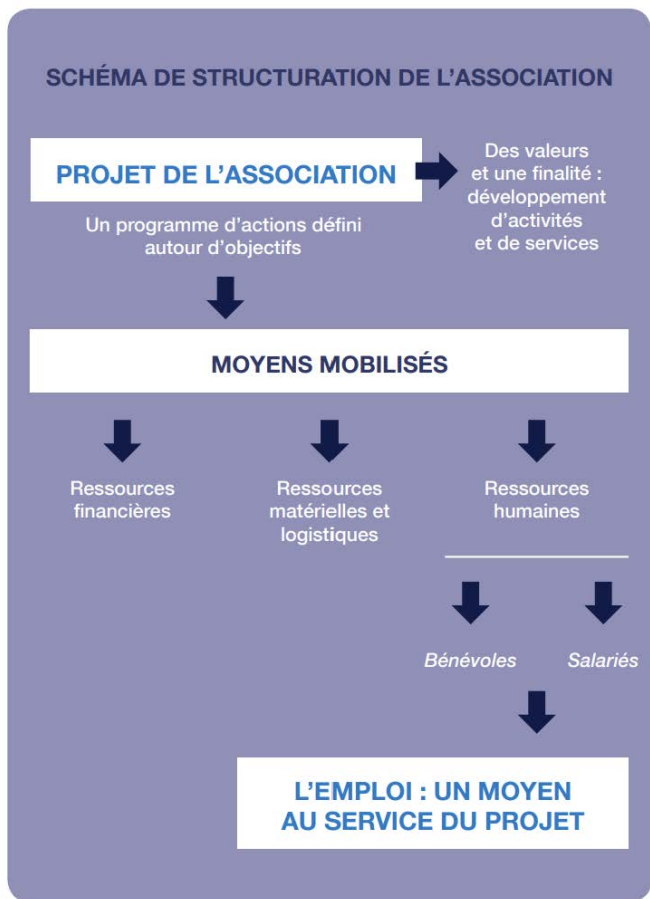 SCHÉMA DE STRUCTURATION DE L'ASSOCIATION
PROJET DE L'ASSOCIATION
Des valeurs
et une finalité :
développement
d'activités
et de services
Un programme d'actions défini
autour d'objectifs
MOYENS MOBILISÉS
Ressources
financières
Ressources
matérielles et
logistiques
Ressources
humaines
Bénévoles
Salariés
L'EMPLOI : UN MOYEN
AU SERVICE DU PROJET